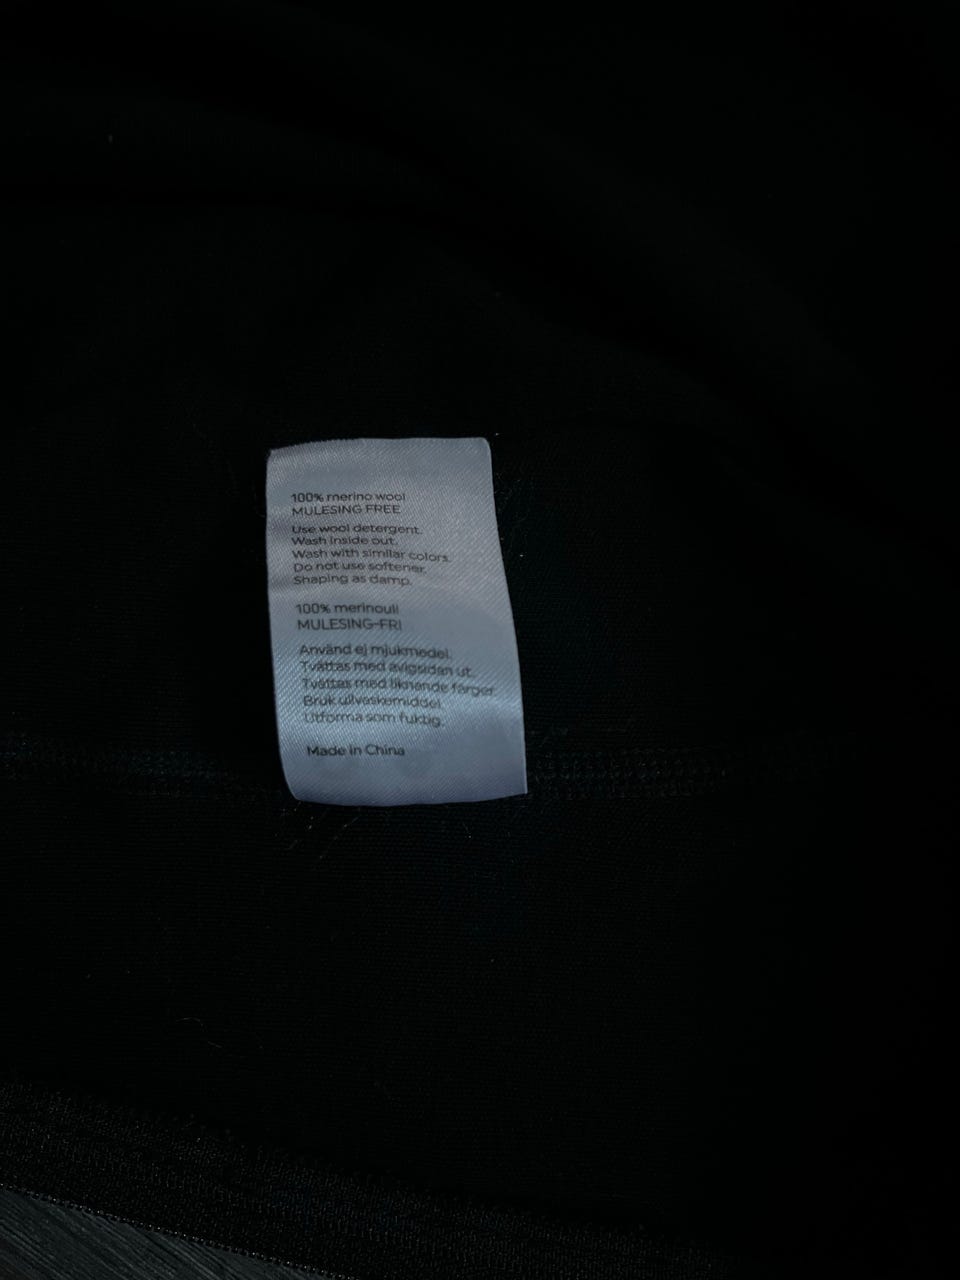 100% merino wool
MULESING FREE
Use wool detergent.
Wash inside out.
Wash with similar colors.
Do not use softener.
Shaping as damp.
100% merinoull
MULESING-FRI
Använd ej mjukmedel.
Tvättas med avigsidan ut.
Tvättas med liknande färger
Bruk ullvaskemiddel.
Utforma som fuktig.
Made in China